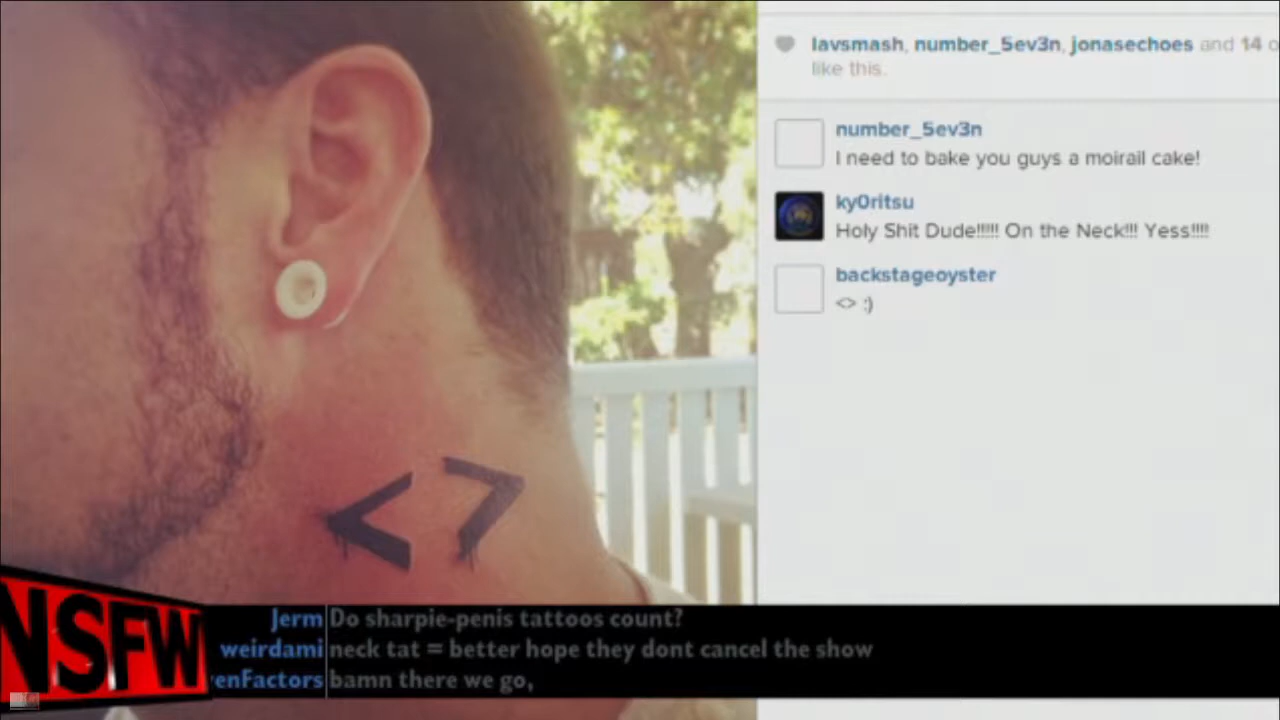 lavsmash, number_5ev3n, jonasechoes and 14 o
like this.
number_5ev3n
I need to bake you guys a moirail cake!
ky0ritsu
Holy Shit Dude!!!!! On the Neck!!! Yess!!!!
backstageoyster
<> :)
<>
NSFW
Jerm Do sharpie-penis tattoos count?
weirdami neck tat = better hope they dont cancel the show
venFactors bamn there we go,